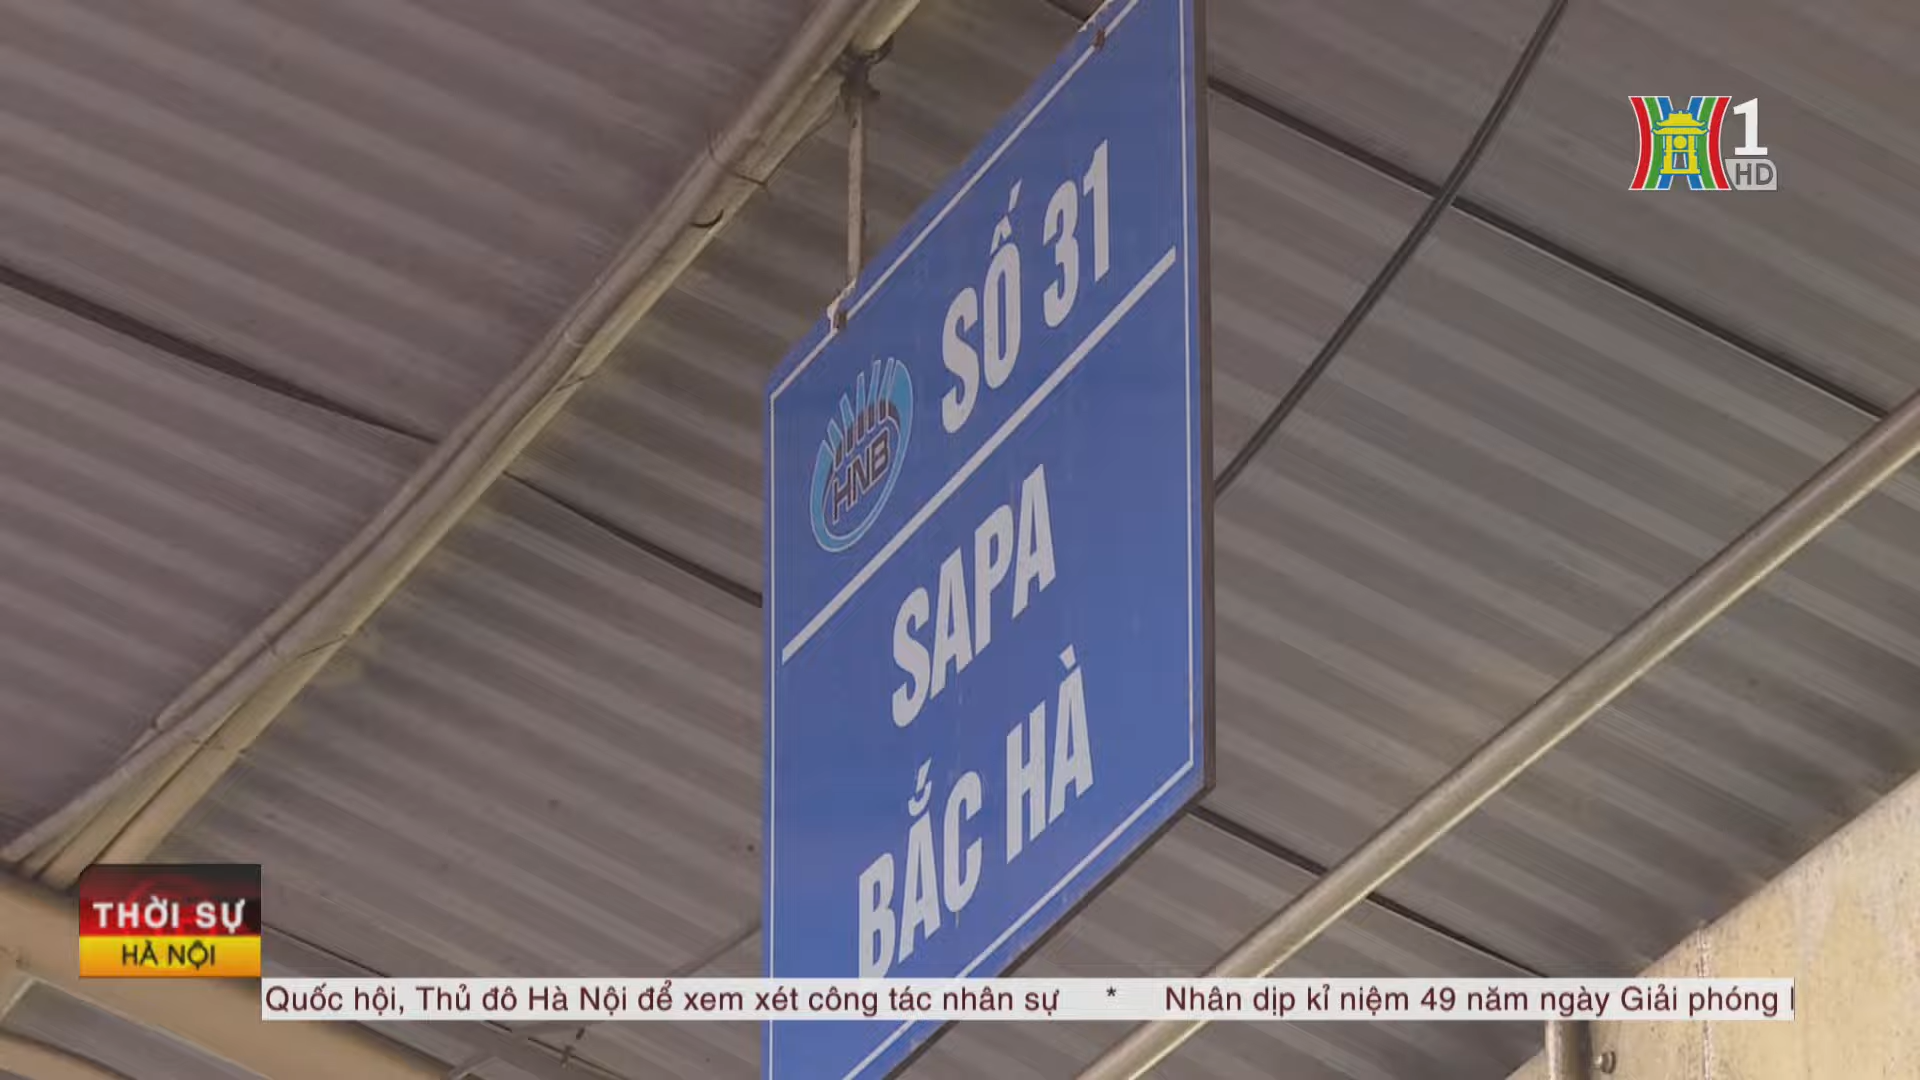 1
HD
SỐ 31
HNB
SAPA
BẮC HÀ
THỜI SỰ
HÀ NỘI
Quốc hội, Thủ đô Hà Nội để xem xét công tác nhân sự * Nhân dịp kỉ niệm 49 năm ngày Giải phóng